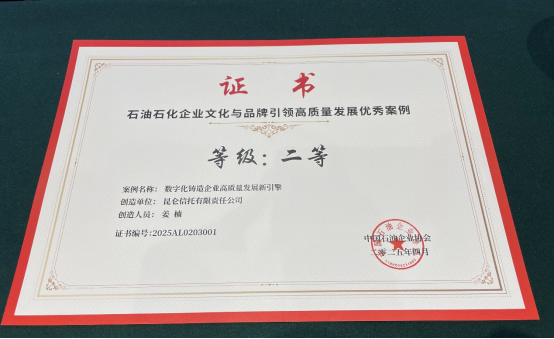 证 书
石油石化企业文化与品牌引领高质量发展优秀案例
等级：二等
案例名称： 数字化铸造企业高质量发展新引擎
创造单位： 昆仑信托有限责任公司
创造人员： 姜 楠
证书编号:2025AL0203001
中国石油企业协会
二〇二五年四月